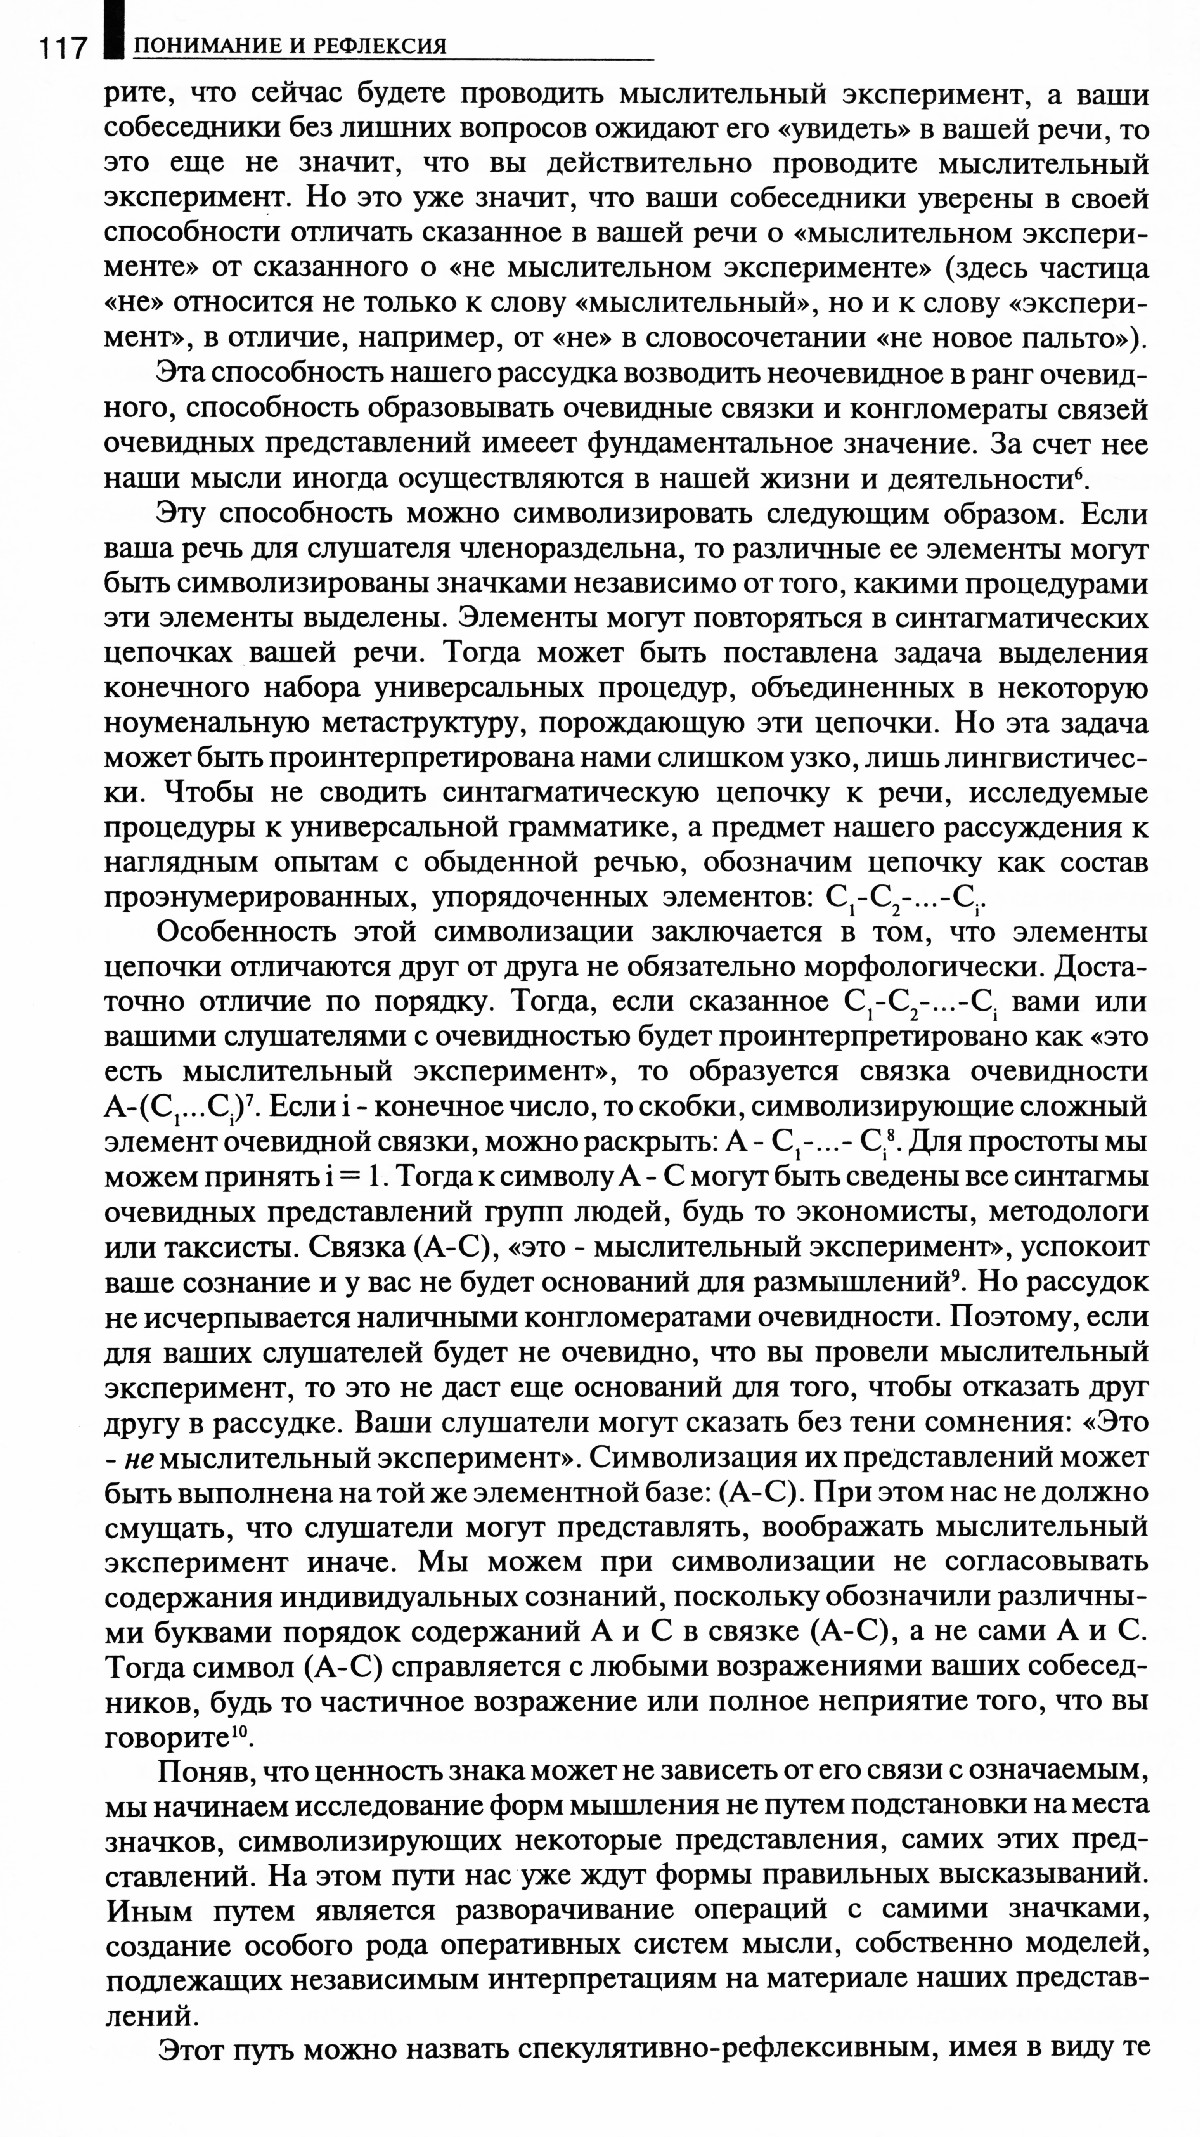 117 ПОНИМАНИЕ И РЕФЛЕКСИЯ
рите, что сейчас будете проводить мыслительный эксперимент, а ваши
собеседники без лишних вопросов ожидают его «увидеть» в вашей речи, то
это еще не значит, что вы действительно проводите мыслительный
эксперимент. Но это уже значит, что ваши собеседники уверены в своей
способности отличать сказанное в вашей речи о «мыслительном экспери-
менте» от сказанного о «не мыслительном эксперименте» (здесь частица
«не» относится не только к слову «мыслительный», но и к слову «экспери-
мент», в отличие, например, от «не» в словосочетании «не новое пальто»).
Эта способность нашего рассудка возводить неочевидное в ранг очевид-
ного, способность образовывать очевидные связки и конгломераты связей
очевидных представлений имееет фундаментальное значение. За счет нее
наши мысли иногда осуществляются в нашей жизни и деятельности⁶.
Эту способность можно символизировать следующим образом. Если
ваша речь для слушателя членораздельна, то различные ее элементы могут
быть символизированы значками независимо от того, какими процедурами
эти элементы выделены. Элементы могут повторяться в синтагматических
цепочках вашей речи. Тогда может быть поставлена задача выделения
конечного набора универсальных процедур, объединенных в некоторую
ноуменальную метаструктуру, порождающую эти цепочки. Но эта задача
может быть проинтерпретирована нами слишком узко, лишь лингвистичес-
ки. Чтобы не сводить синтагматическую цепочку к речи, исследуемые
процедуры к универсальной грамматике, а предмет нашего рассуждения к
наглядным опытам с обыденной речью, обозначим цепочку как состав
проэнумерированных, упорядоченных элементов: C₁-C₂-...-Cᵢ.
Особенность этой символизации заключается в том, что элементы
цепочки отличаются друг от друга не обязательно морфологически. Доста-
точно отличие по порядку. Тогда, если сказанное C₁-C₂-...-Cᵢ вами или
вашими слушателями с очевидностью будет проинтерпретировано как «это
есть мыслительный эксперимент», то образуется связка очевидности
А-(C₁...Cᵢ)⁷. Если i - конечное число, то скобки, символизирующие сложный
элемент очевидной связки, можно раскрыть: А - C₁-...- Cᵢ⁸. Для простоты мы
можем принять i = 1. Тогда к символу А - С могут быть сведены все синтагмы
очевидных представлений групп людей, будь то экономисты, методологи
или таксисты. Связка (А-С), «это - мыслительный эксперимент», успокоит
ваше сознание и у вас не будет оснований для размышлений⁹. Но рассудок
не исчерпывается наличными конгломератами очевидности. Поэтому, если
для ваших слушателей будет не очевидно, что вы провели мыслительный
эксперимент, то это не даст еще оснований для того, чтобы отказать друг
другу в рассудке. Ваши слушатели могут сказать без тени сомнения: «Это
- не мыслительный эксперимент». Символизация их представлений может
быть выполнена на той же элементной базе: (А-С). При этом нас не должно
смущать, что слушатели могут представлять, воображать мыслительный
эксперимент иначе. Мы можем при символизации не согласовывать
содержания индивидуальных сознаний, поскольку обозначили различны-
ми буквами порядок содержаний А и С в связке (А-С), а не сами А и С.
Тогда символ (А-С) справляется с любыми возражениями ваших собесед-
ников, будь то частичное возражение или полное неприятие того, что вы
говорите¹⁰.
Поняв, что ценность знака может не зависеть от его связи с означаемым,
мы начинаем исследование форм мышления не путем подстановки на места
значков, символизирующих некоторые представления, самих этих пред-
ставлений. На этом пути нас уже ждут формы правильных высказываний.
Иным путем является разворачивание операций с самими значками,
создание особого рода оперативных систем мысли, собственно моделей,
подлежащих независимым интерпретациям на материале наших представ-
лений.
Этот путь можно назвать спекулятивно-рефлексивным, имея в виду те